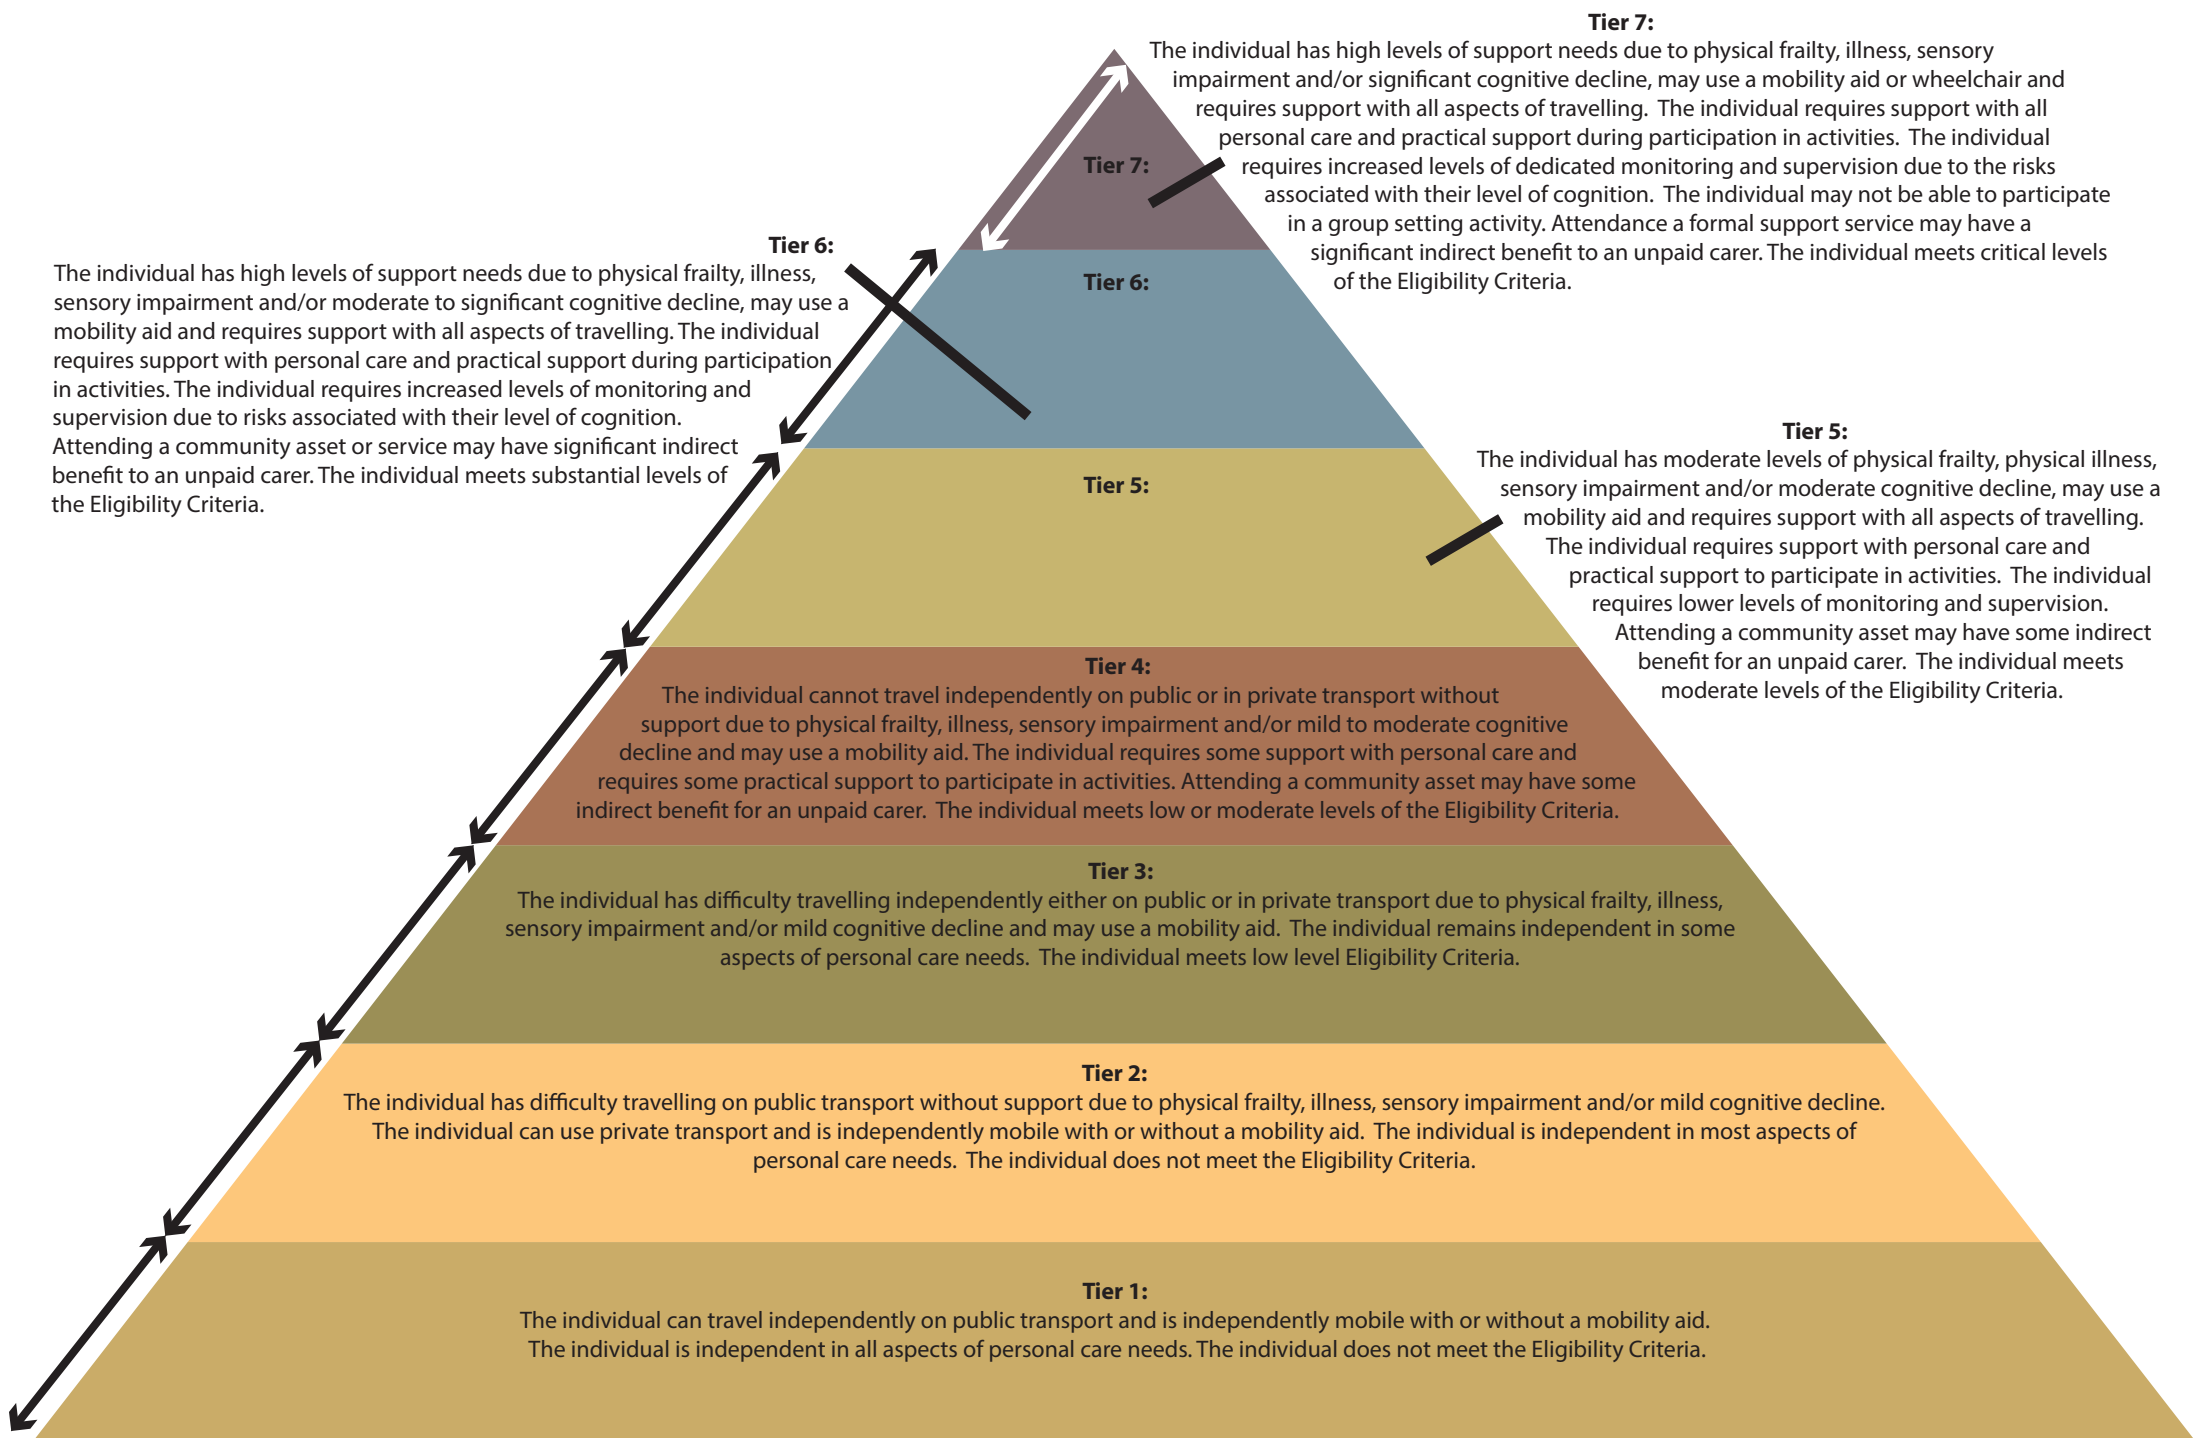 Tier 7:
The individual has high levels of support needs due to physical frailty, illness, sensory
impairment and/or significant cognitive decline, may use a mobility aid or wheelchair and
requires support with all aspects of travelling.  The individual requires support with all
personal care and practical support during participation in activities.  The individual
requires increased levels of dedicated monitoring and supervision due to the risks
associated with their level of cognition.  The individual may not be able to participate
in a group setting activity. Attendance a formal support service may have a
significant indirect benefit to an unpaid carer. The individual meets critical levels
of the Eligibility Criteria.
Tier 7:
Tier 6:
The individual has high levels of support needs due to physical frailty, illness,
sensory impairment and/or moderate to significant cognitive decline, may use a
mobility aid and requires support with all aspects of travelling. The individual
requires support with personal care and practical support during participation
in activities. The individual requires increased levels of monitoring and
supervision due to risks associated with their level of cognition.
Attending a community asset or service may have significant indirect
benefit to an unpaid carer. The individual meets substantial levels of
the Eligibility Criteria.
Tier 6:
Tier 5:
The individual has moderate levels of physical frailty, physical illness,
sensory impairment and/or moderate cognitive decline, may use a
mobility aid and requires support with all aspects of travelling.
The individual requires support with personal care and
practical support to participate in activities.  The individual
requires lower levels of monitoring and supervision.
Attending a community asset may have some indirect
benefit for an unpaid carer.  The individual meets
moderate levels of the Eligibility Criteria.
Tier 5:
Tier 4:
The individual cannot travel independently on public or in private transport without
support due to physical frailty, illness, sensory impairment and/or mild to moderate cognitive
decline and may use a mobility aid. The individual requires some support with personal care and
requires some practical support to participate in activities. Attending a community asset may have some
indirect benefit for an unpaid carer.  The individual meets low or moderate levels of the Eligibility Criteria.
Tier 3:
The individual has difficulty travelling independently either on public or in private transport due to physical frailty, illness,
sensory impairment and/or mild cognitive decline and may use a mobility aid.  The individual remains independent in some
aspects of personal care needs.  The individual meets low level Eligibility Criteria.
Tier 2:
The individual has difficulty travelling on public transport without support due to physical frailty, illness, sensory impairment and/or mild cognitive decline.
The individual can use private transport and is independently mobile with or without a mobility aid.  The individual is independent in most aspects of
personal care needs.  The individual does not meet the Eligibility Criteria.
Tier 1:
The individual can travel independently on public transport and is independently mobile with or without a mobility aid.
The individual is independent in all aspects of personal care needs. The individual does not meet the Eligibility Criteria.